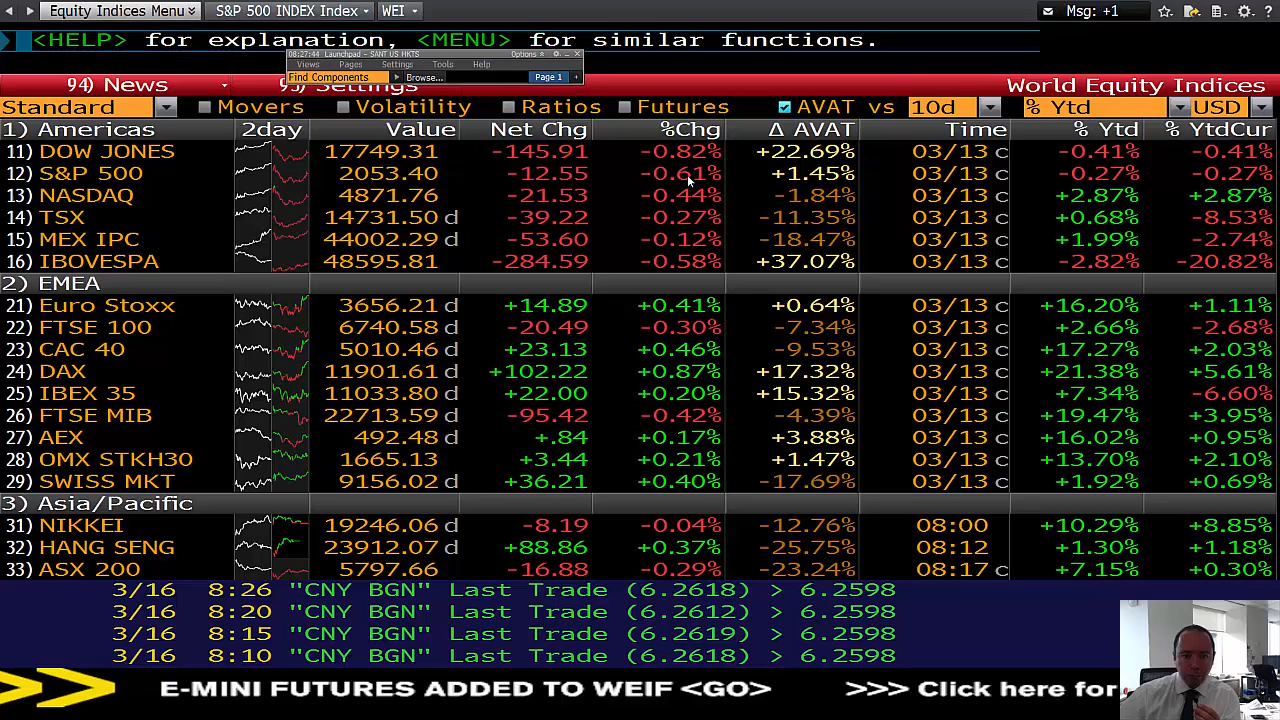 Equity Indices Menu S&P 500 INDEX Index WEI Msg: +1
<HELP> for explanation, <MENU> for similar functions.
08:27:44 Launchpad - SANT US MKTS Options
Views Pages Settings Tools Help
Find Components Browse... Page 1
94) News World Equity Indices
Standard Movers Volatility Ratios Futures AVAT vs 10d % Ytd USD
1) Americas 2day Value Net Chg %Chg Δ AVAT Time % Ytd % YtdCur
11) DOW JONES 17749.31 -145.91 -0.82% +22.69% 03/13 c -0.41% -0.41%
12) S&P 500 2053.40 -12.55 -0.61% +1.45% 03/13 c -0.27% -0.27%
13) NASDAQ 4871.76 -21.53 -0.44% -1.84% 03/13 c +2.87% +2.87%
14) TSX 14731.50 d -39.22 -0.27% -11.35% 03/13 c +0.68% -8.53%
15) MEX IPC 44002.29 d -53.60 -0.12% -18.47% 03/13 c +1.99% -2.74%
16) IBOVESPA 48595.81 -284.59 -0.58% +37.07% 03/13 c -2.82% -20.82%
2) EMEA
21) Euro Stoxx 3656.21 d +14.89 +0.41% +0.64% 03/13 c +16.20% +1.11%
22) FTSE 100 6740.58 d -20.49 -0.30% -7.34% 03/13 c +2.66% -2.68%
23) CAC 40 5010.46 d +23.13 +0.46% -9.53% 03/13 c +17.27% +2.03%
24) DAX 11901.61 d +102.22 +0.87% +17.32% 03/13 c +21.38% +5.61%
25) IBEX 35 11033.80 d +22.00 +0.20% +15.32% 03/13 c +7.34% -6.60%
26) FTSE MIB 22713.59 d -95.42 -0.42% -4.39% 03/13 c +19.47% +3.95%
27) AEX 492.48 d +.84 +0.17% +3.88% 03/13 c +16.02% +0.95%
28) OMX STKH30 1665.13 +3.44 +0.21% +1.47% 03/13 c +13.70% +2.10%
29) SWISS MKT 9156.02 d +36.21 +0.40% -17.69% 03/13 c +1.92% +0.69%
3) Asia/Pacific
31) NIKKEI 19246.06 d -8.19 -0.04% -12.76% 08:00 +10.29% +8.85%
32) HANG SENG 23912.07 d +88.86 +0.37% -25.75% 08:12 +1.30% +1.18%
33) ASX 200 5797.66 -16.88 -0.29% -23.24% 08:17 c +7.15% +0.30%
3/16 8:26 "CNY BGN" Last Trade (6.2618) > 6.2598
3/16 8:20 "CNY BGN" Last Trade (6.2612) > 6.2598
3/16 8:15 "CNY BGN" Last Trade (6.2619) > 6.2598
3/16 8:10 "CNY BGN" Last Trade (6.2618) > 6.2598
E-MINI FUTURES ADDED TO WEIF <GO> >>> Click here for